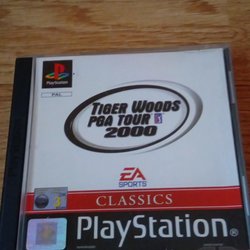 PlayStation
PAL
TIGER WOODS
PGA TOUR
2000
EA
SPORTS
CLASSICS
PlayStation®